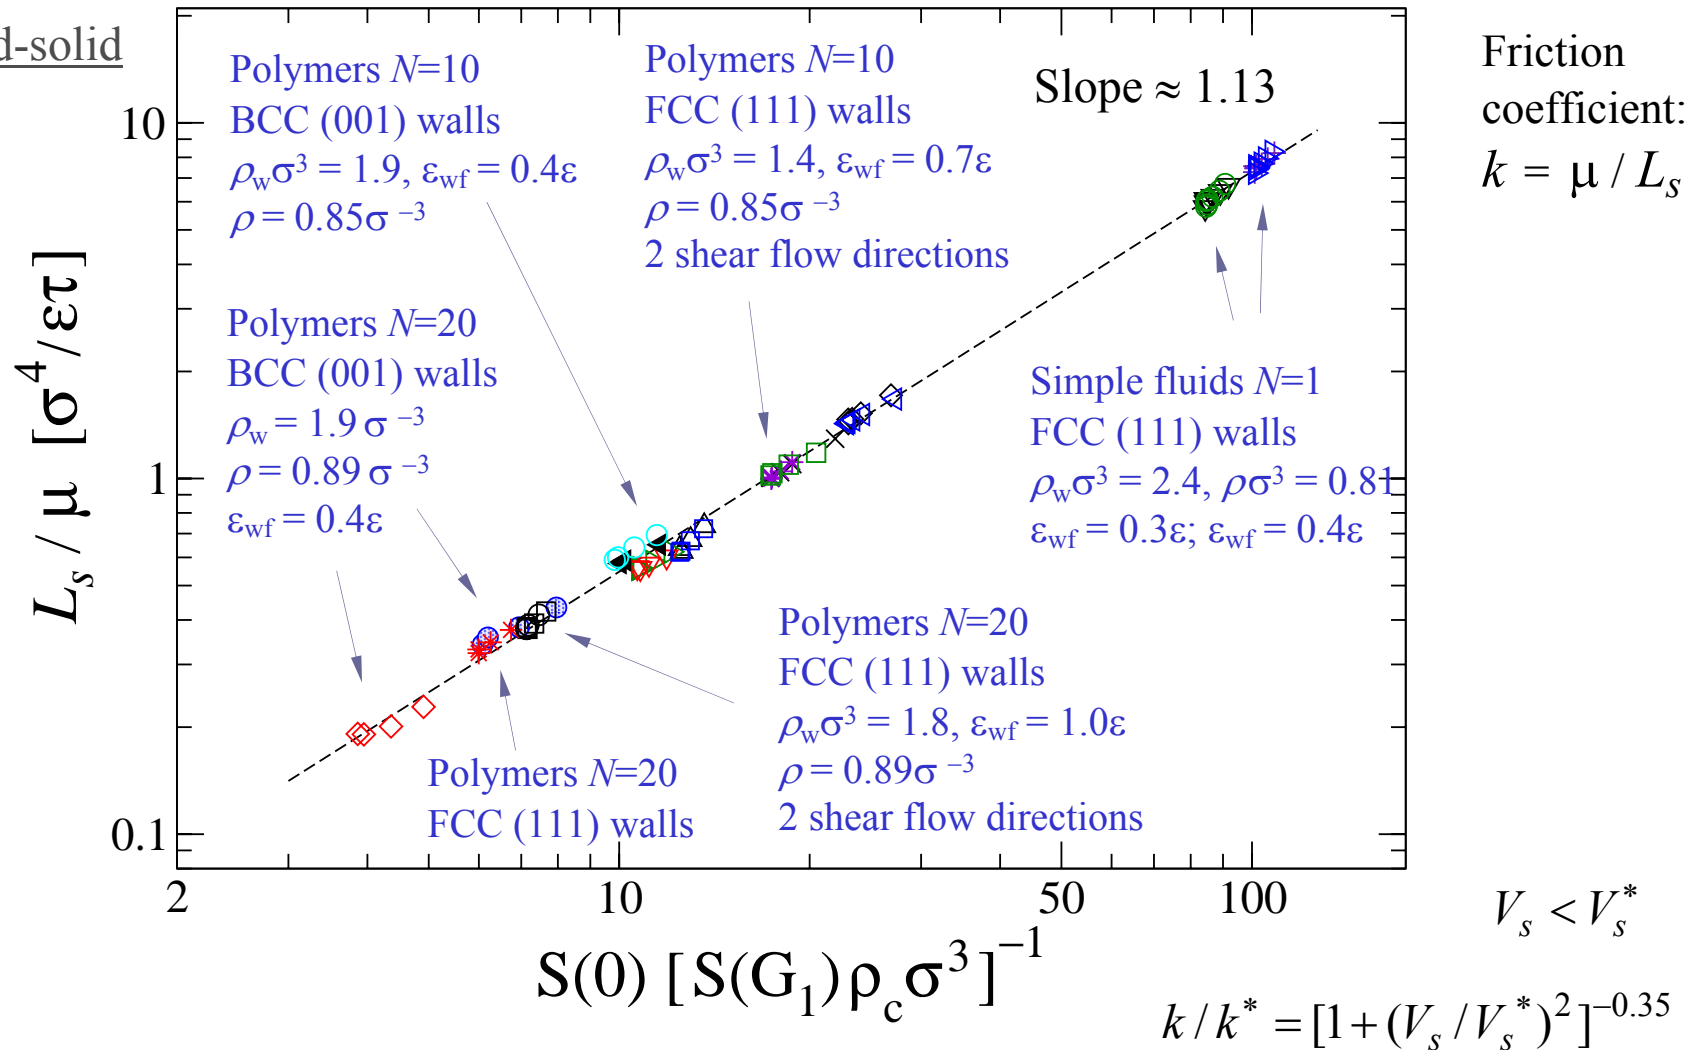 d-solid
Polymers N=10
BCC (001) walls
ρwσ³ = 1.9, εwf = 0.4ε
ρ = 0.85σ⁻³
Polymers N=10
FCC (111) walls
ρwσ³ = 1.4, εwf = 0.7ε
ρ = 0.85σ⁻³
2 shear flow directions
Slope ≈ 1.13
Friction
coefficient:
k = μ / Ls
Polymers N=20
BCC (001) walls
ρw = 1.9 σ⁻³
ρ = 0.89 σ⁻³
εwf = 0.4ε
Simple fluids N=1
FCC (111) walls
ρwσ³ = 2.4, ρσ³ = 0.81
εwf = 0.3ε; εwf = 0.4ε
Polymers N=20
FCC (111) walls
ρwσ³ = 1.8, εwf = 1.0ε
ρ = 0.89σ⁻³
2 shear flow directions
Polymers N=20
FCC (111) walls
10
1
0.1
Ls / μ [σ⁴/ετ]
2 10 50 100
S(0) [S(G₁)ρcσ³]⁻¹
Vs < Vs*
k / k* = [1 + (Vs / Vs*)²]⁻⁰·³⁵